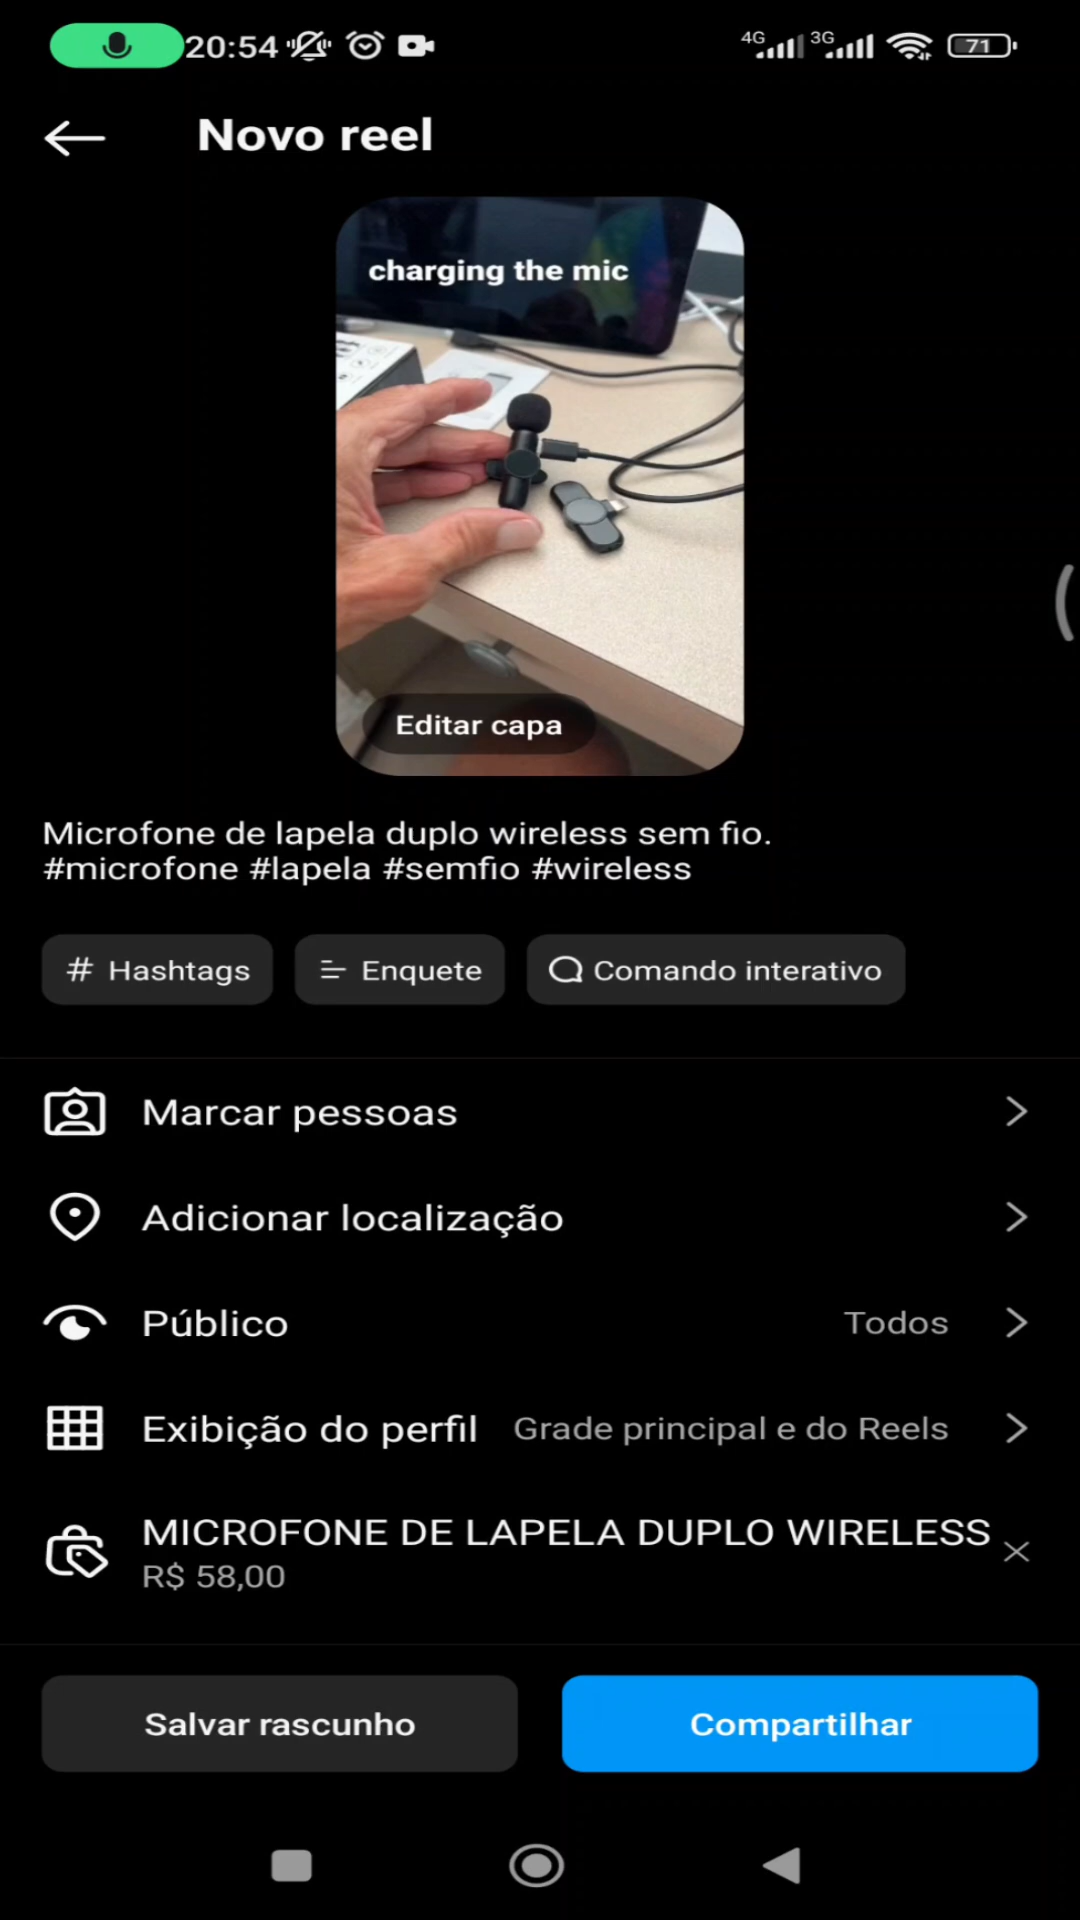 20:54
4G
3G
71
Novo reel
charging the mic
Editar capa
Microfone de lapela duplo wireless sem fio.
#microfone #lapela #semfio #wireless
# Hashtags
Enquete
Comando interativo
Marcar pessoas
Adicionar localização
Público
Todos
Exibição do perfil
Grade principal e do Reels
MICROFONE DE LAPELA DUPLO WIRELESS
R$ 58,00
Salvar rascunho
Compartilhar